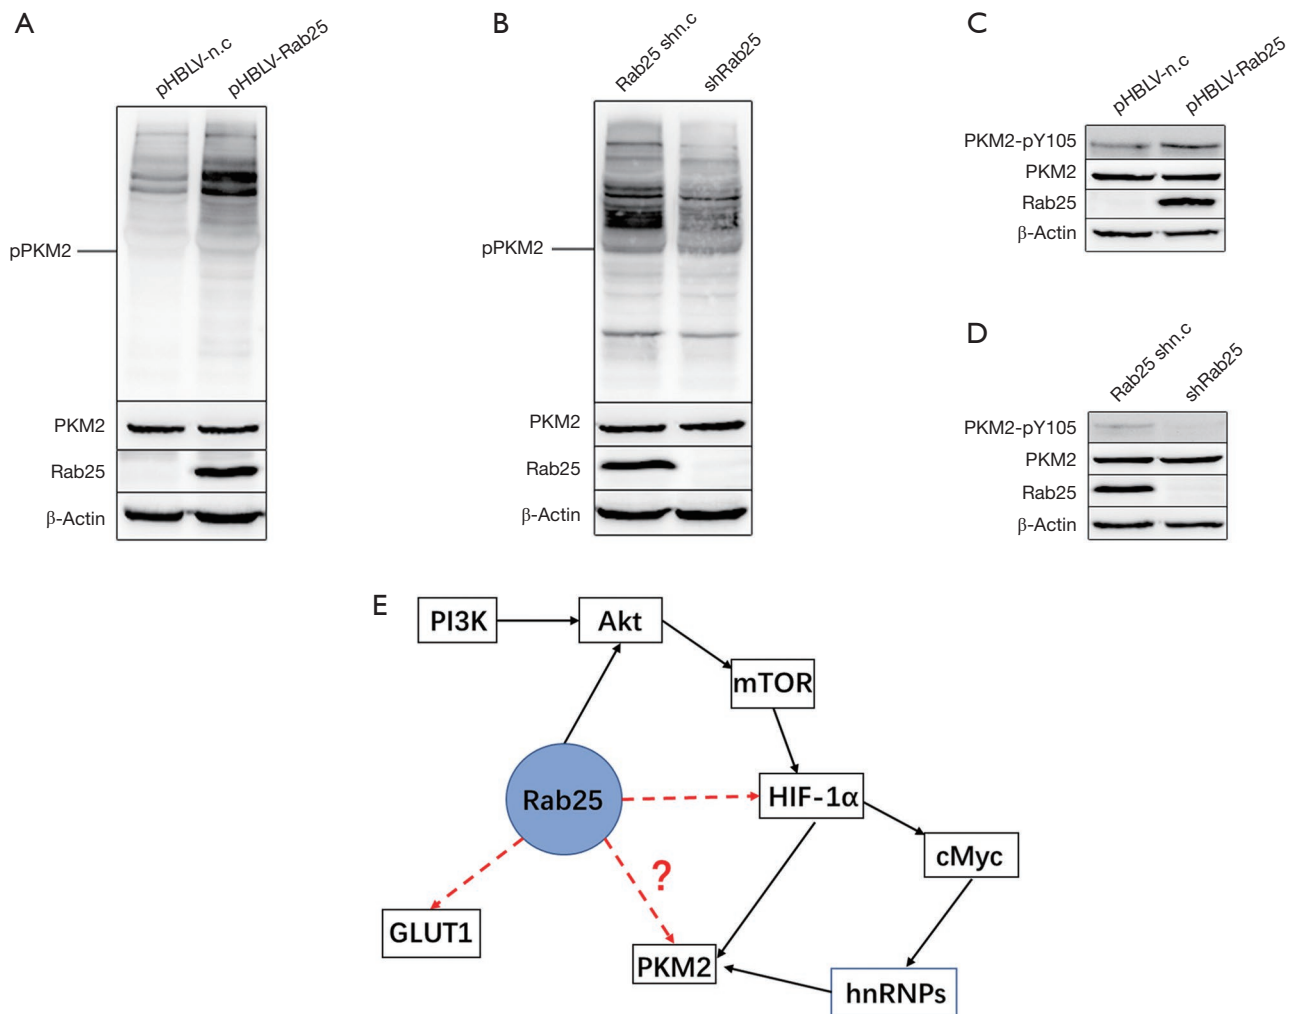 A
pHBLV-n.c
pHBLV-Rab25
pPKM2
PKM2
Rab25
β-Actin
B
Rab25 shn.c
shRab25
pPKM2
PKM2
Rab25
β-Actin
C
pHBLV-n.c
pHBLV-Rab25
PKM2-pY105
PKM2
Rab25
β-Actin
D
Rab25 shn.c
shRab25
PKM2-pY105
PKM2
Rab25
β-Actin
E
PI3K
Akt
mTOR
Rab25
HIF-1α
cMyc
?
GLUT1
PKM2
hnRNPs